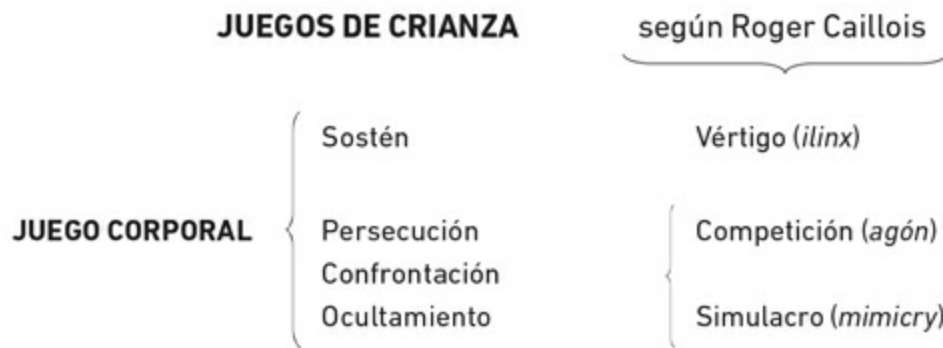 JUEGOS DE CRIANZA según Roger Caillois
Sostén Vértigo (ilinx)
JUEGO CORPORAL Persecución Competición (agón)
Confrontación
Ocultamiento Simulacro (mimicry)